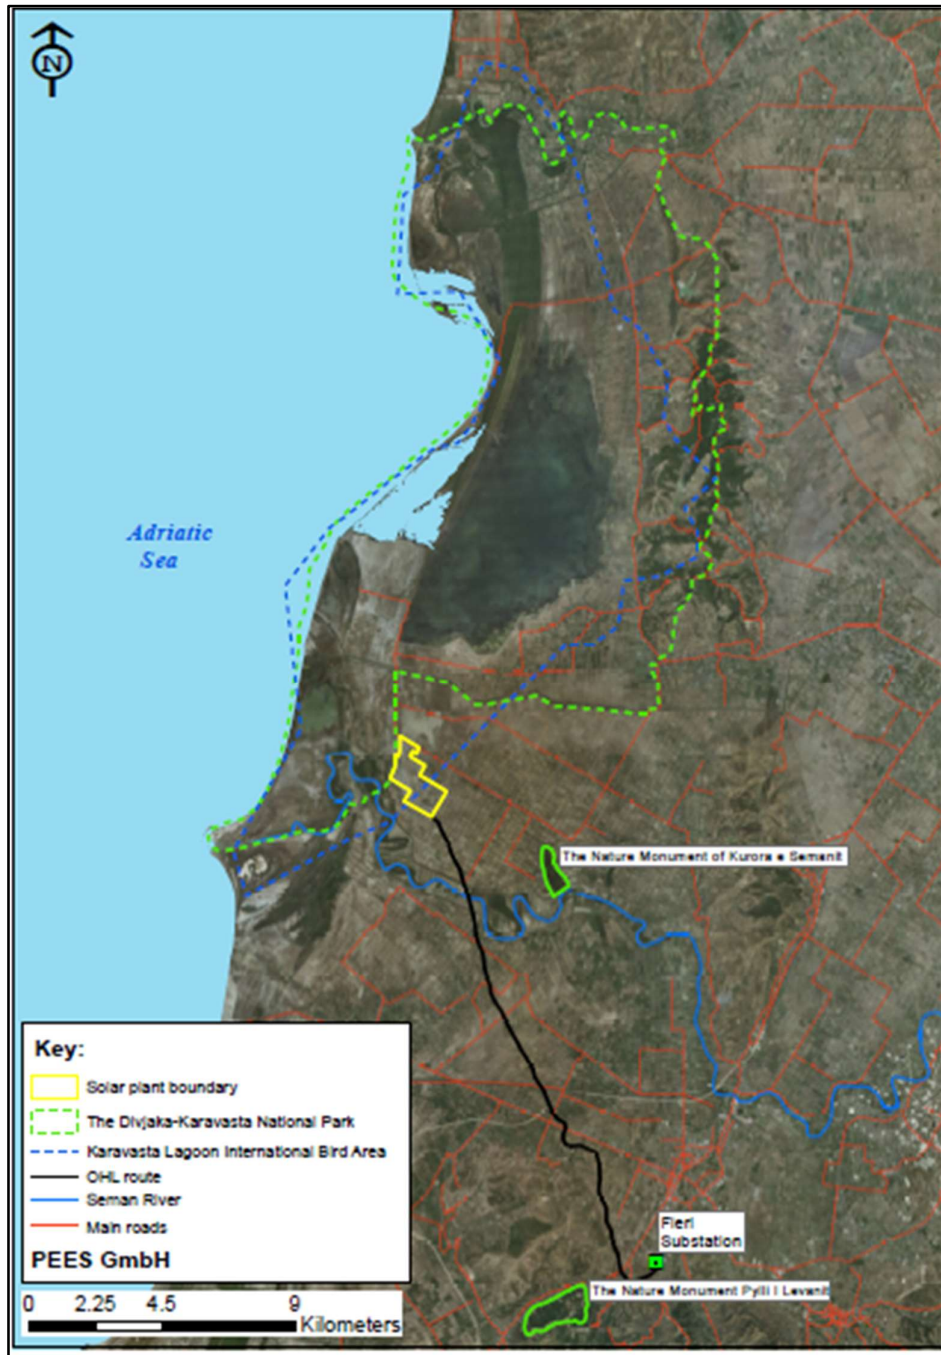 N
Adriatic
Sea
The Nature Monument of Kurora e Semanit
Key:
Solar plant boundary
The Divjaka-Karavasta National Park
Karavasta Lagoon International Bird Area
OHL route
Seman River
Main roads
PEES GmbH
0 2.25 4.5 9
Kilometers
Fieri
Substation
The Nature Monument Pylli i Levanit